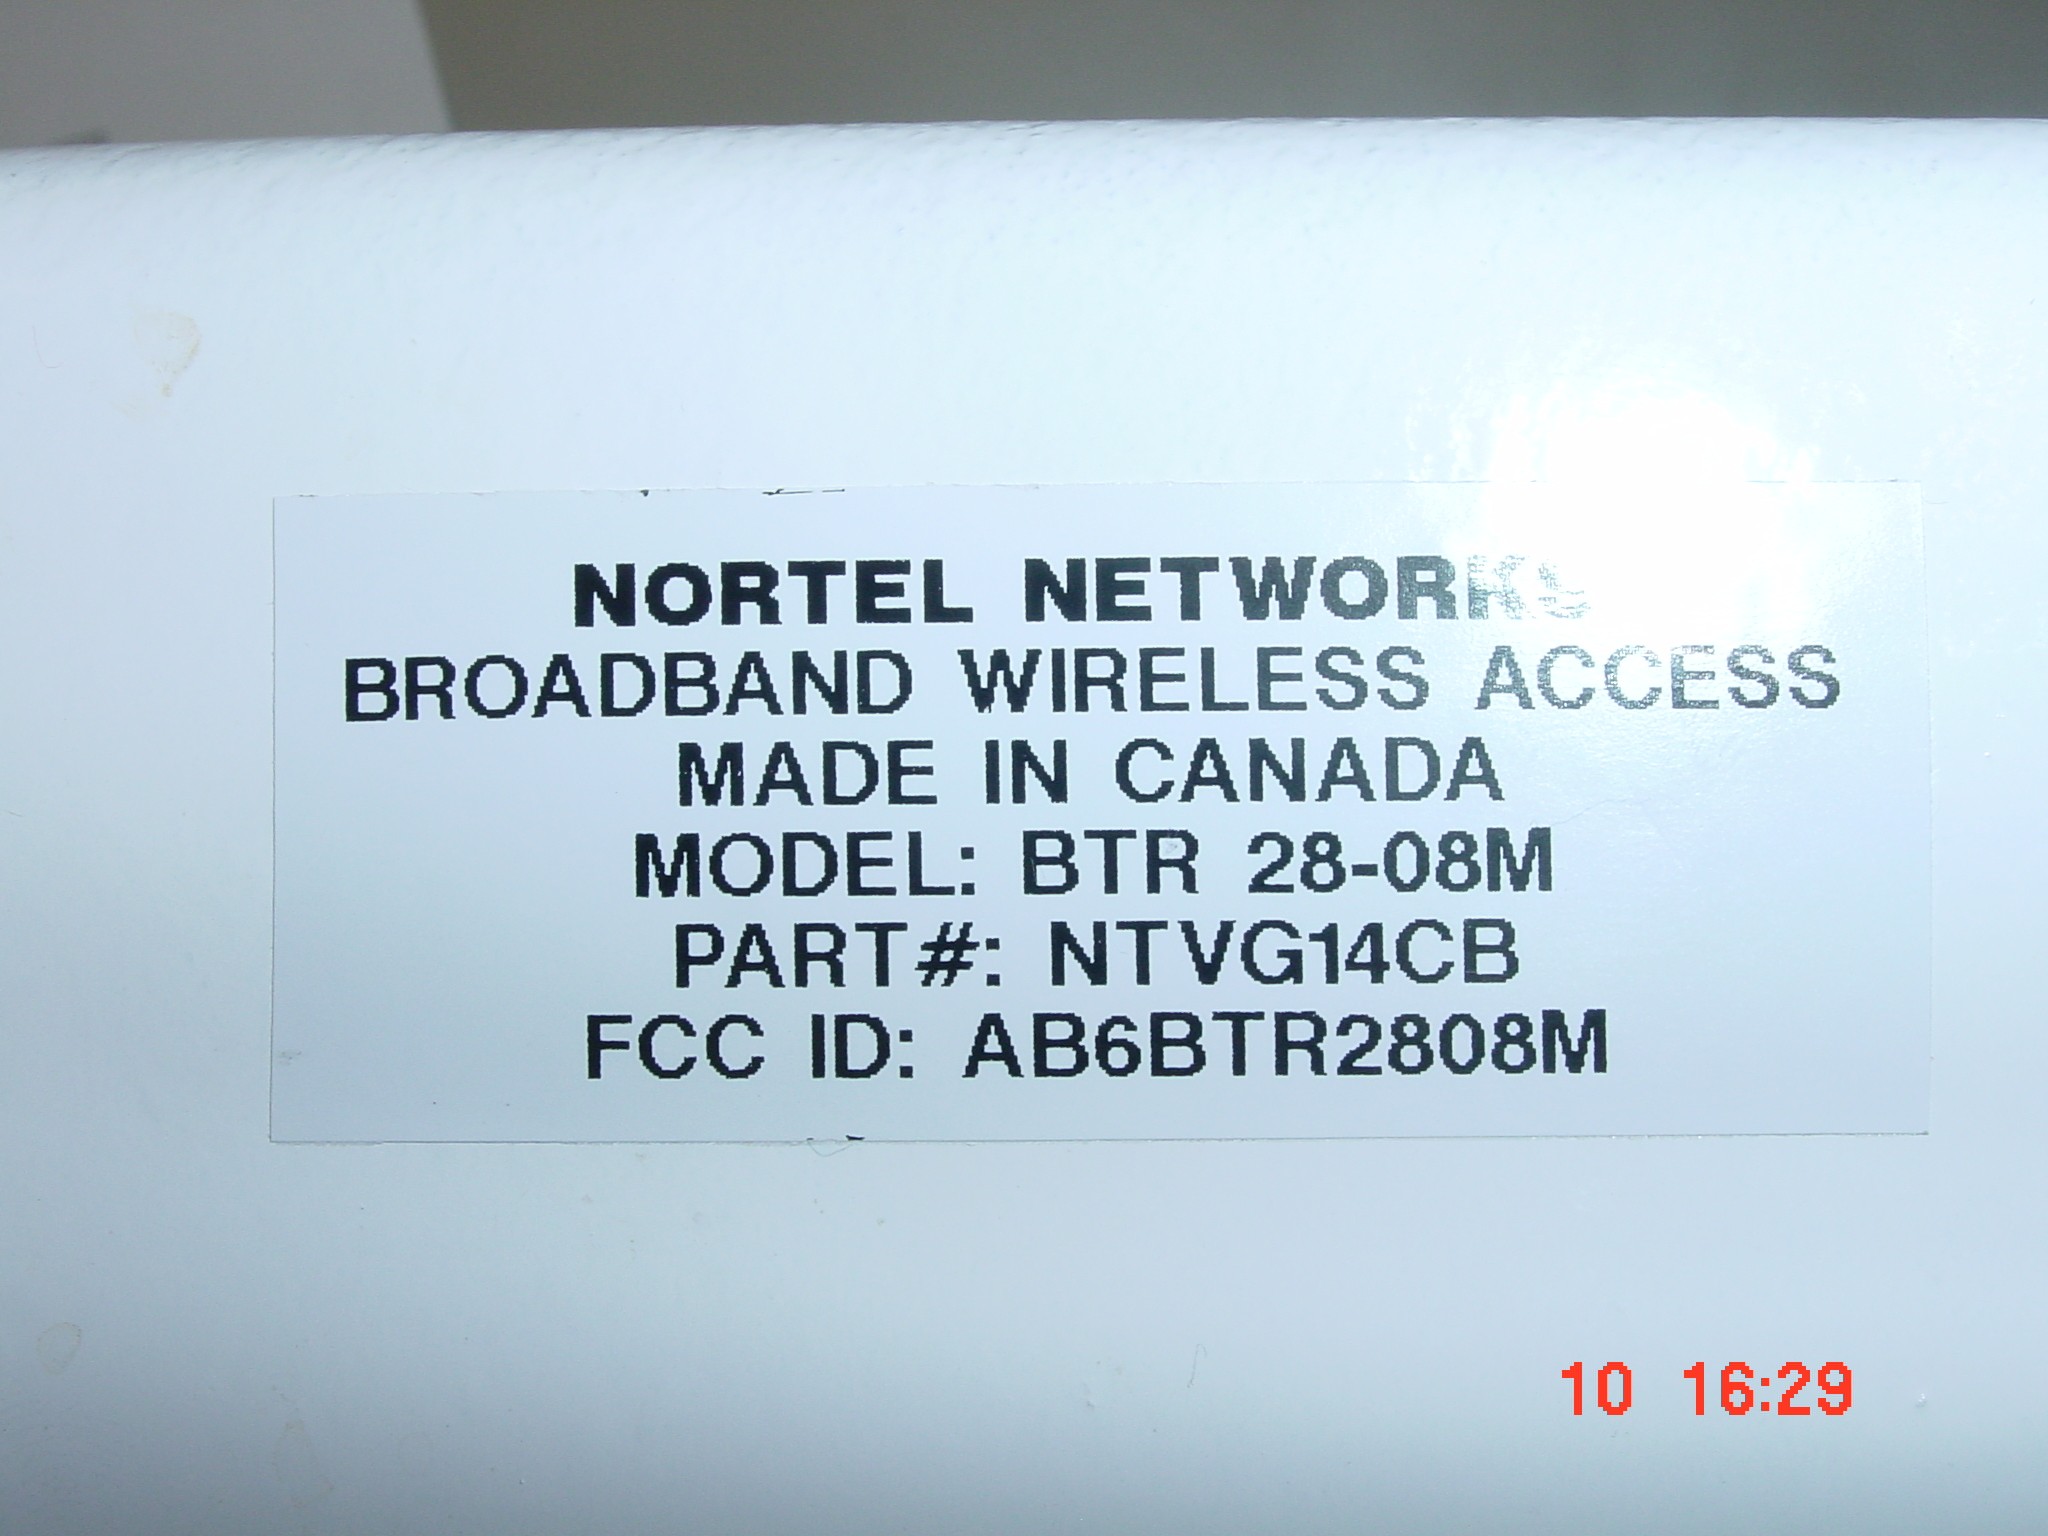 NORTEL NETWORKS
BROADBAND WIRELESS ACCESS
MADE IN CANADA
MODEL: BTR 28-08M
PART#: NTVG14CB
FCC ID: AB6BTR2808M
10 16:29